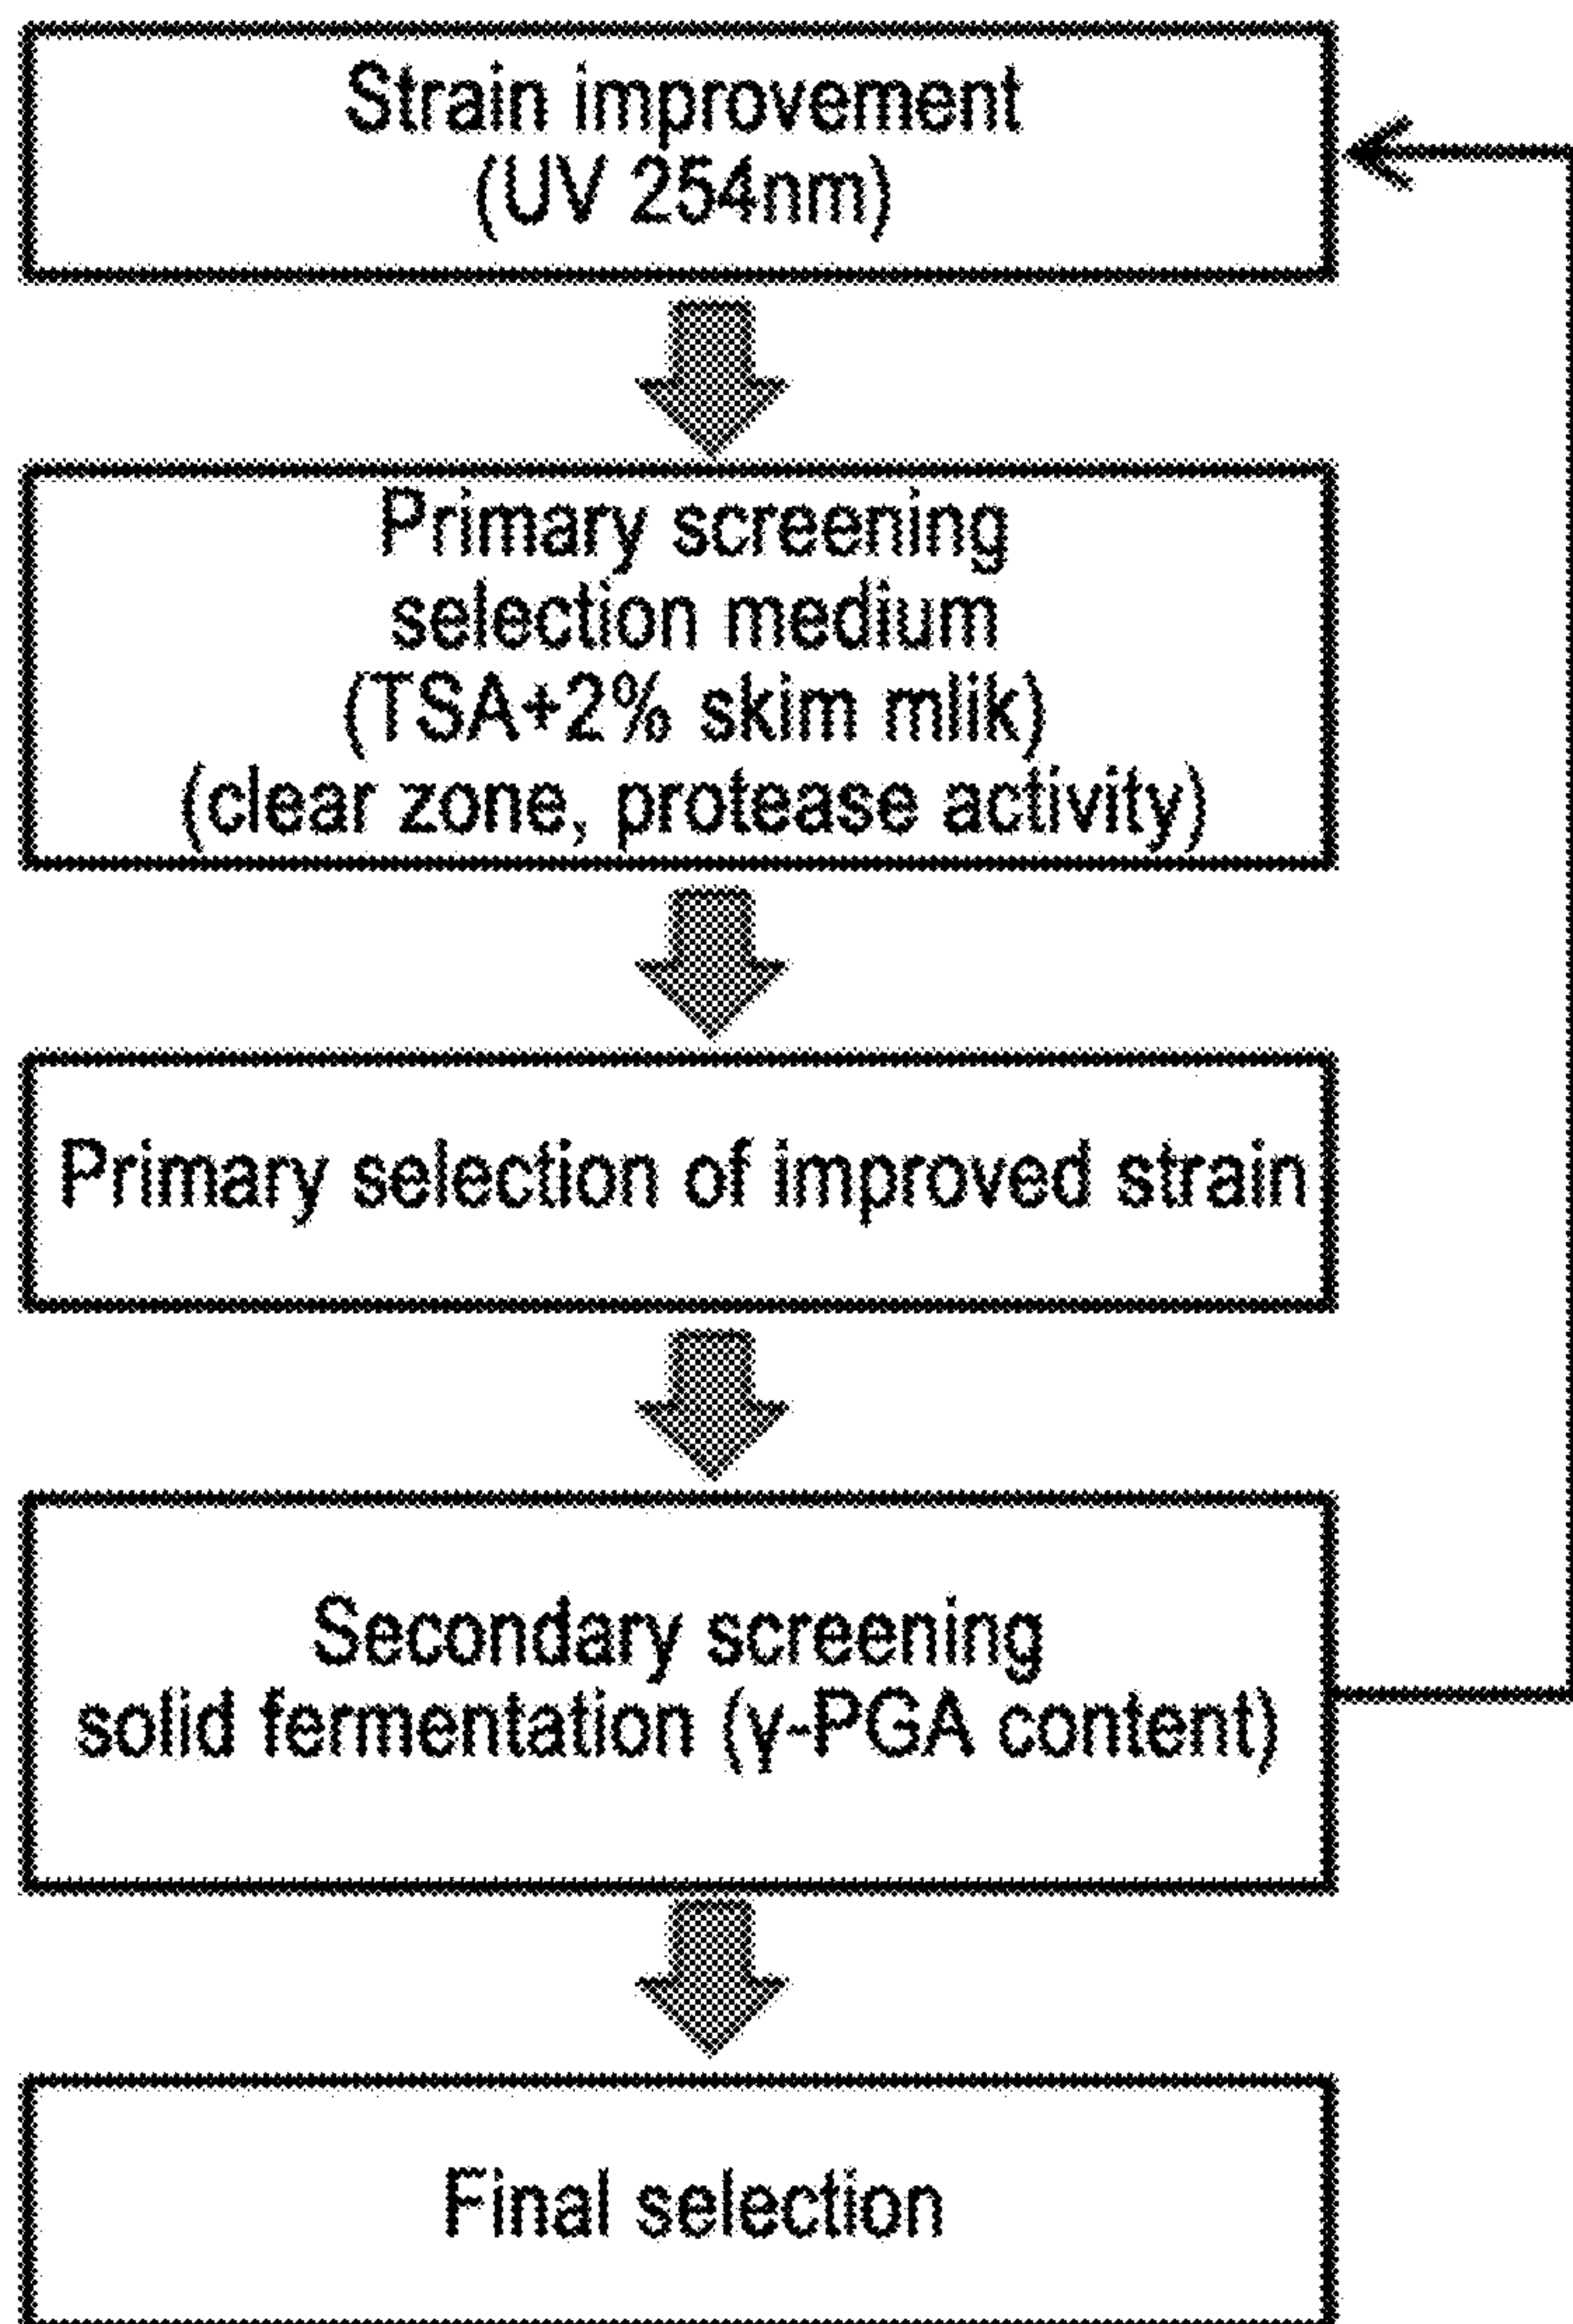 Strain improvement
(UV 254nm)
Primary screening
selection medium
(TSA+2% skim mlik)
(clear zone, protease activity)
Primary selection of improved strain
Secondary screening
solid fermentation (γ-PGA content)
Final selection